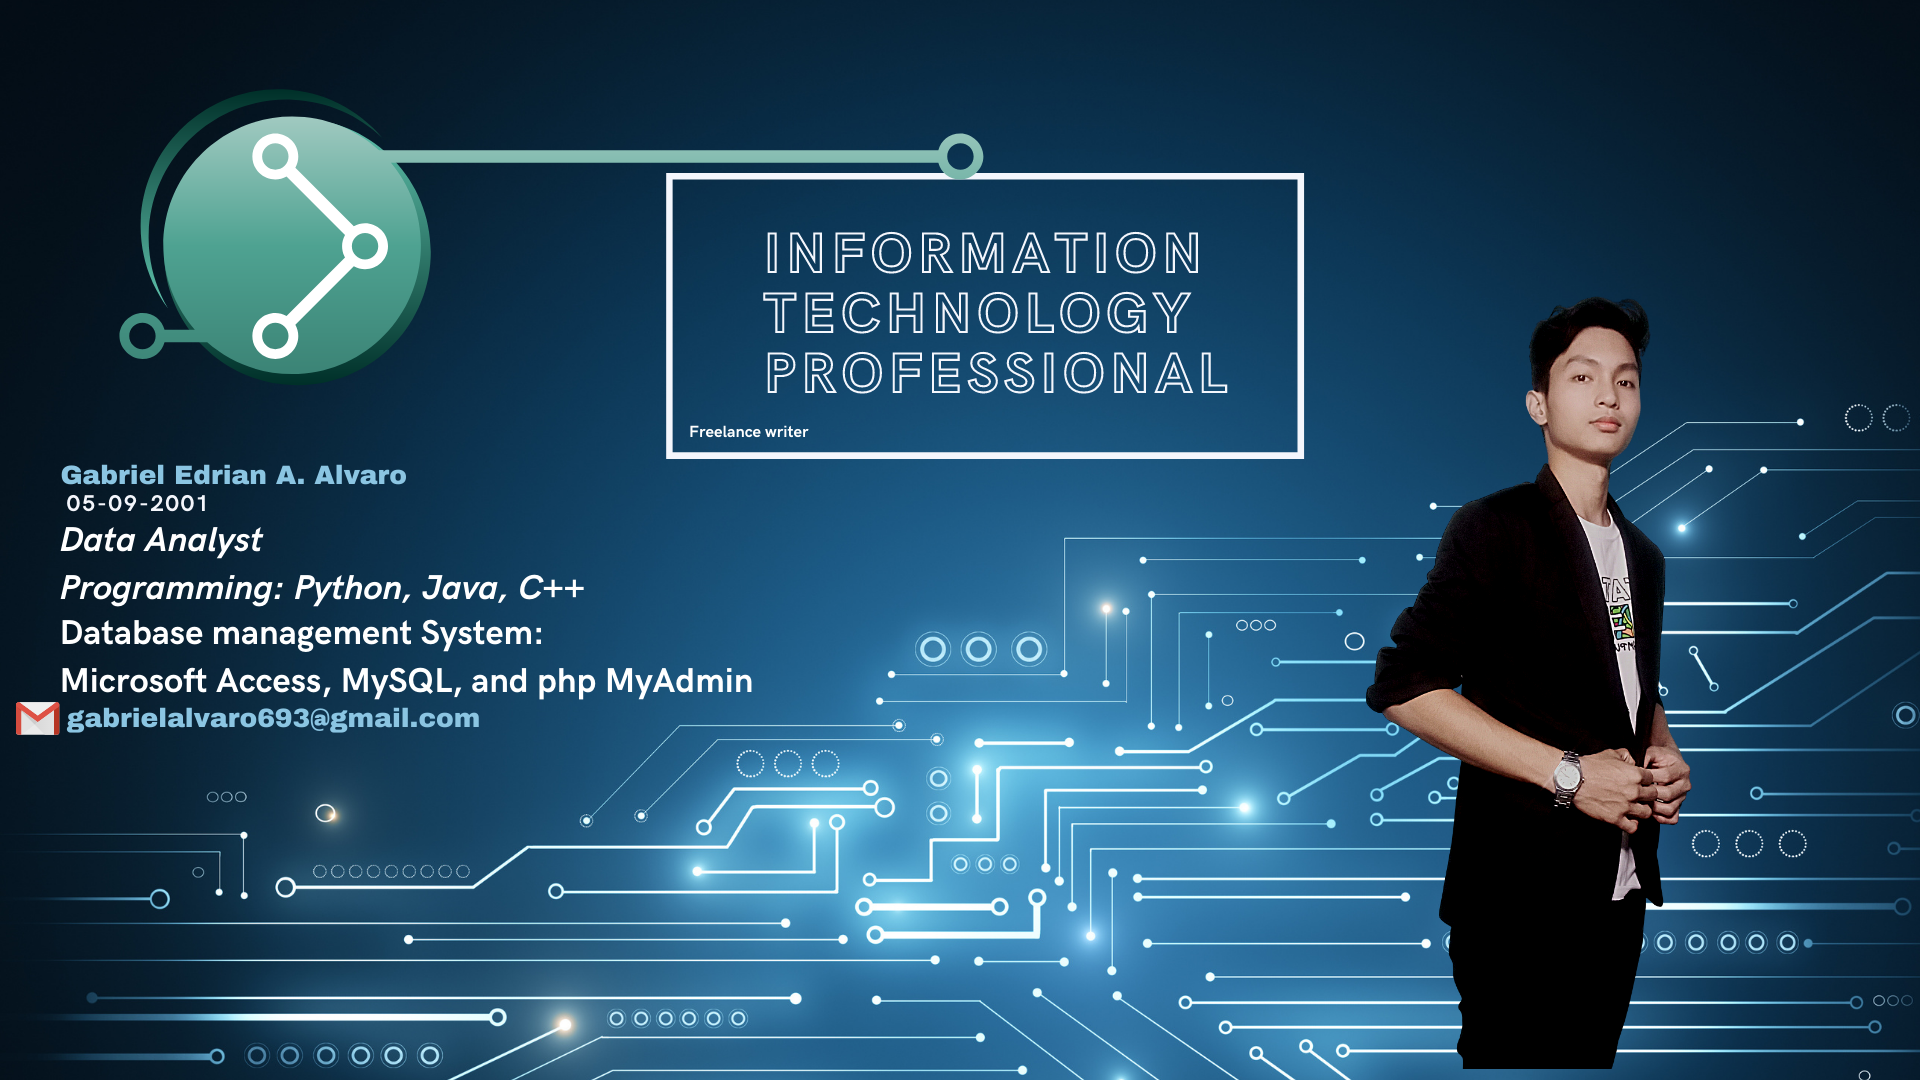 INFORMATION
TECHNOLOGY
PROFESSIONAL
Freelance writer
Gabriel Edrian A. Alvaro
05-09-2001
Data Analyst
Programming: Python, Java, C++
Database management System:
Microsoft Access, MySQL, and php MyAdmin
gabrielalvaro693@gmail.com